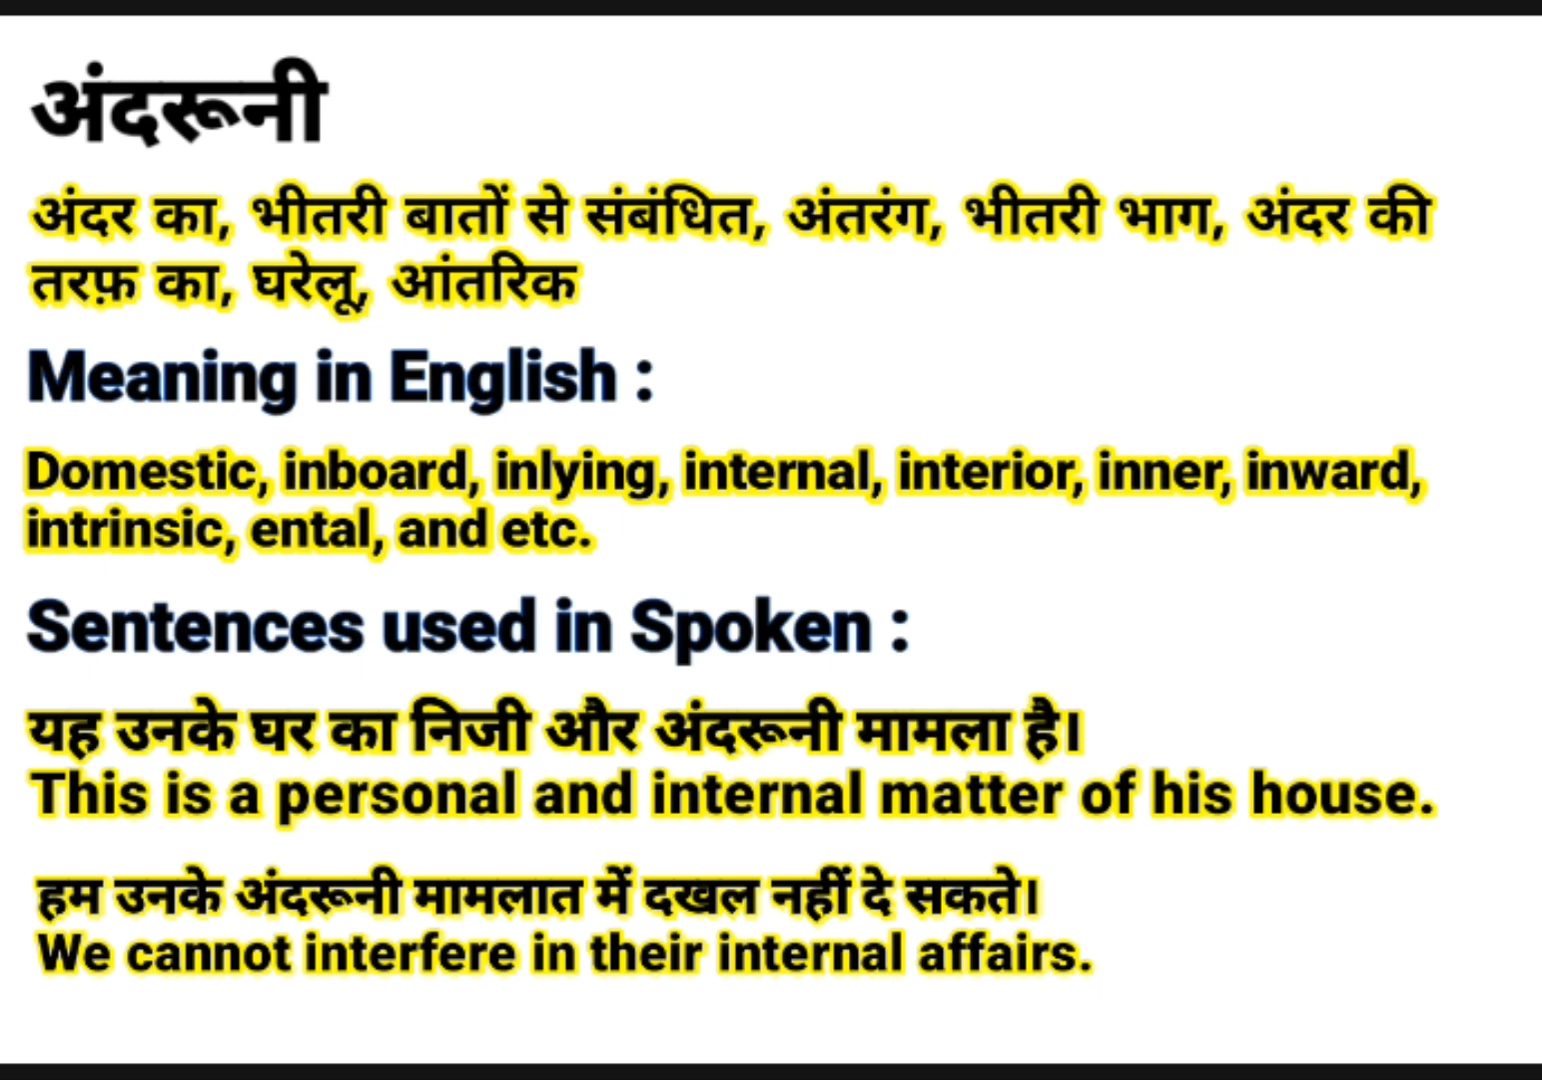 अंदरूनी
अंदर का, भीतरी बातों से संबंधित, अंतरंग, भीतरी भाग, अंदर की
तरफ़ का, घरेलू, आंतरिक
Meaning in English :
Domestic, inboard, inlying, internal, interior, inner, inward,
intrinsic, ental, and etc.
Sentences used in Spoken :
यह उनके घर का निजी और अंदरूनी मामला है।
This is a personal and internal matter of his house.
हम उनके अंदरूनी मामलात में दखल नहीं दे सकते।
We cannot interfere in their internal affairs.